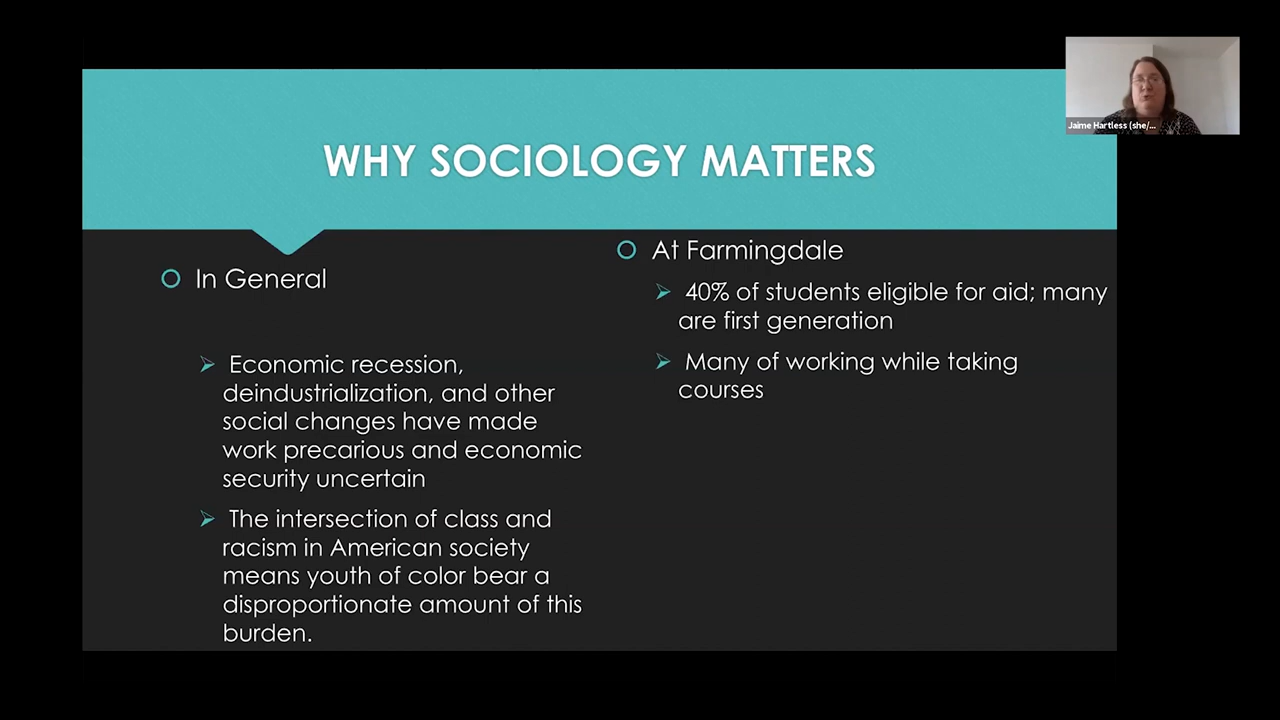 WHY SOCIOLOGY MATTERS
In General
Economic recession,
deindustrialization, and other
social changes have made
work precarious and economic
security uncertain
The intersection of class and
racism in American society
means youth of color bear a
disproportionate amount of this
burden.
At Farmingdale
40% of students eligible for aid; many
are first generation
Many of working while taking
courses
Jaime Hartless (she/...